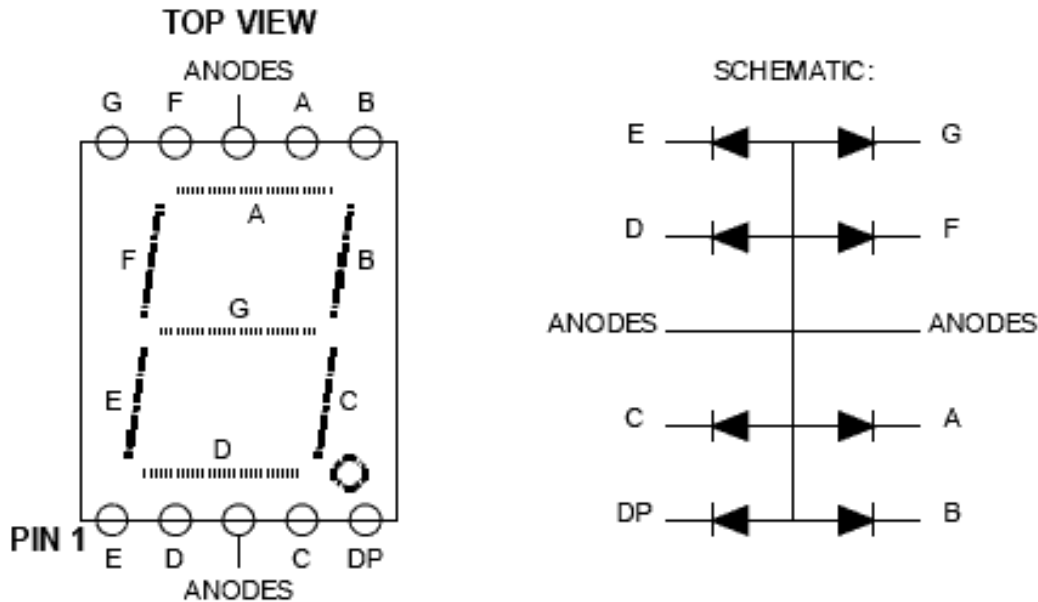 TOP VIEW
ANODES
G F A B
A
F B
G
E C
D
PIN 1
E D C DP
ANODES
SCHEMATIC:
E G
D F
ANODES ANODES
C A
DP B